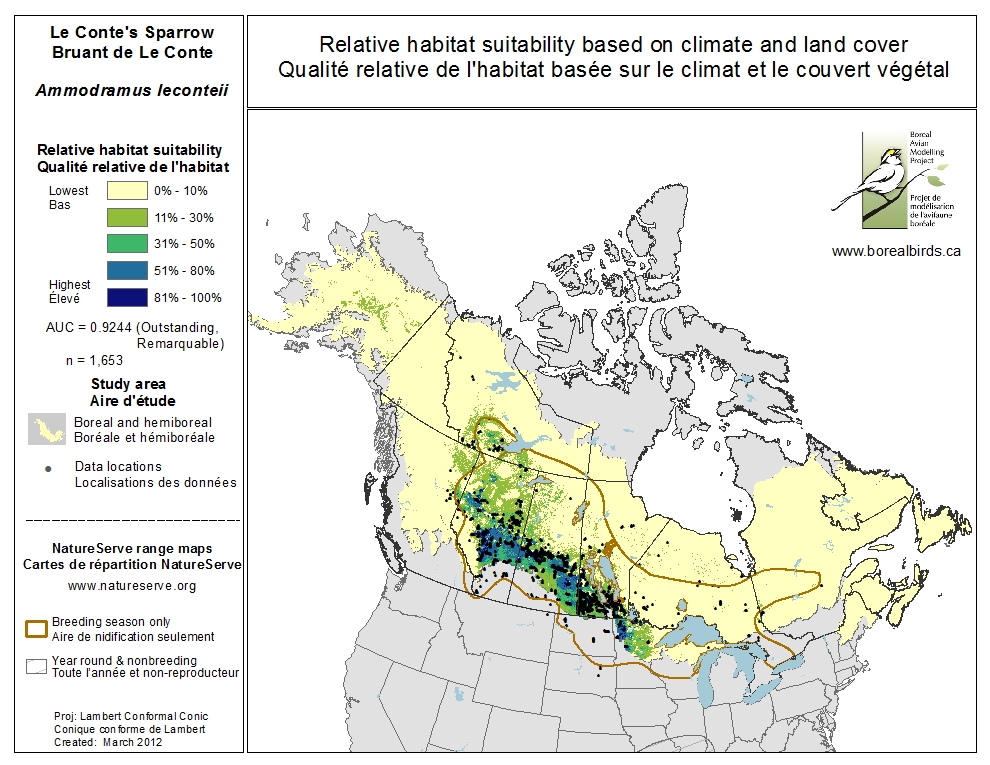 Le Conte's Sparrow
Bruant de Le Conte
Ammodramus leconteii
Relative habitat suitability
Qualité relative de l'habitat
Lowest
Bas
0% - 10%
11% - 30%
31% - 50%
51% - 80%
Highest
Élevé
81% - 100%
AUC = 0.9244 (Outstanding,
Remarquable)
n = 1,653
Study area
Aire d'étude
Boreal and hemiboreal
Boréale et hémiboréale
Data locations
Localisations des données
NatureServe range maps
Cartes de répartition NatureServe
www.natureserve.org
Breeding season only
Aire de nidification seulement
Year round & nonbreeding
Toute l'année et non-reproducteur
Proj: Lambert Conformal Conic
Conique conforme de Lambert
Created: March 2012
Relative habitat suitability based on climate and land cover
Qualité relative de l'habitat basée sur le climat et le couvert végétal
Boreal
Avian
Modelling
Project
Projet de
modélisation
de l'avifaune
boréale
www.borealbirds.ca